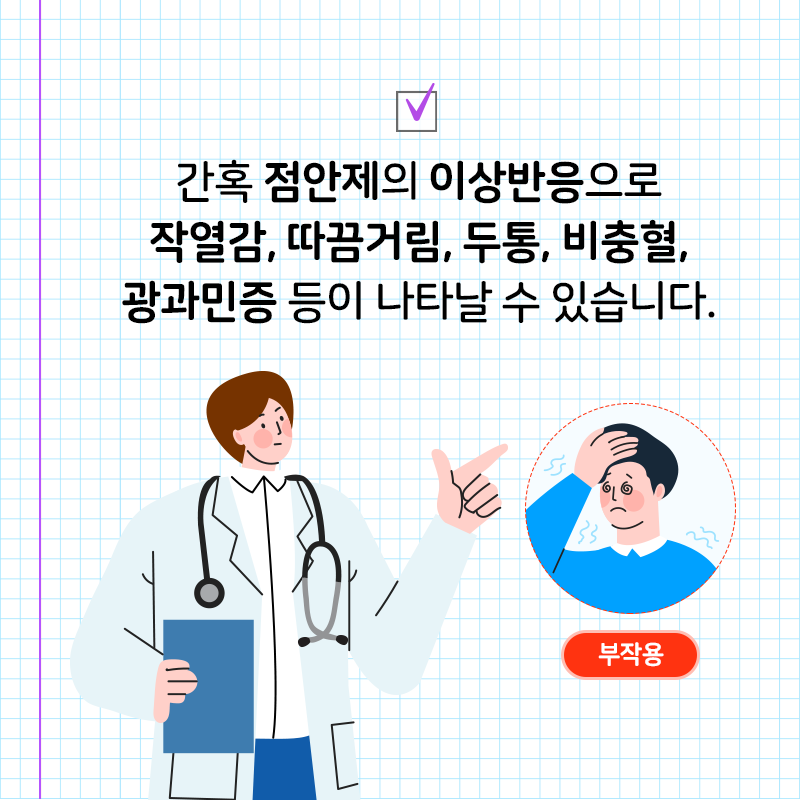 간혹 점안제의 이상반응으로
작열감, 따끔거림, 두통, 비충혈,
광과민증 등이 나타날 수 있습니다.
부작용